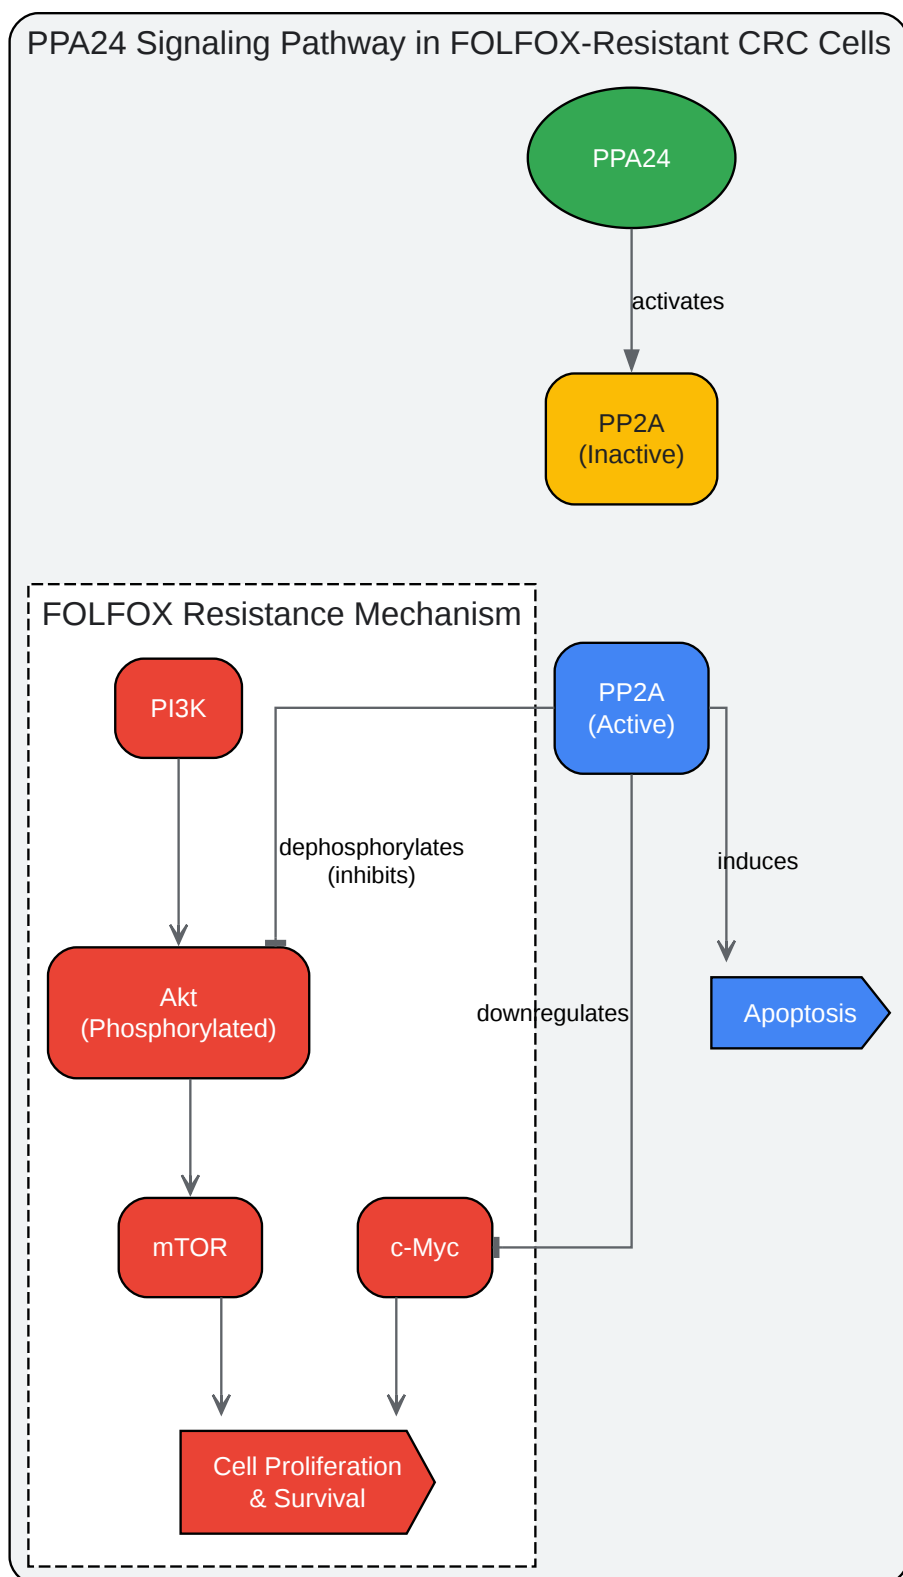 PPA24 Signaling Pathway in FOLFOX-Resistant CRC Cells
PPA24
activates
PP2A
(Inactive)
FOLFOX Resistance Mechanism
PI3K
PP2A
(Active)
dephosphorylates
(inhibits)
induces
Akt
(Phosphorylated)
downregulates
Apoptosis
mTOR
c-Myc
Cell Proliferation
& Survival